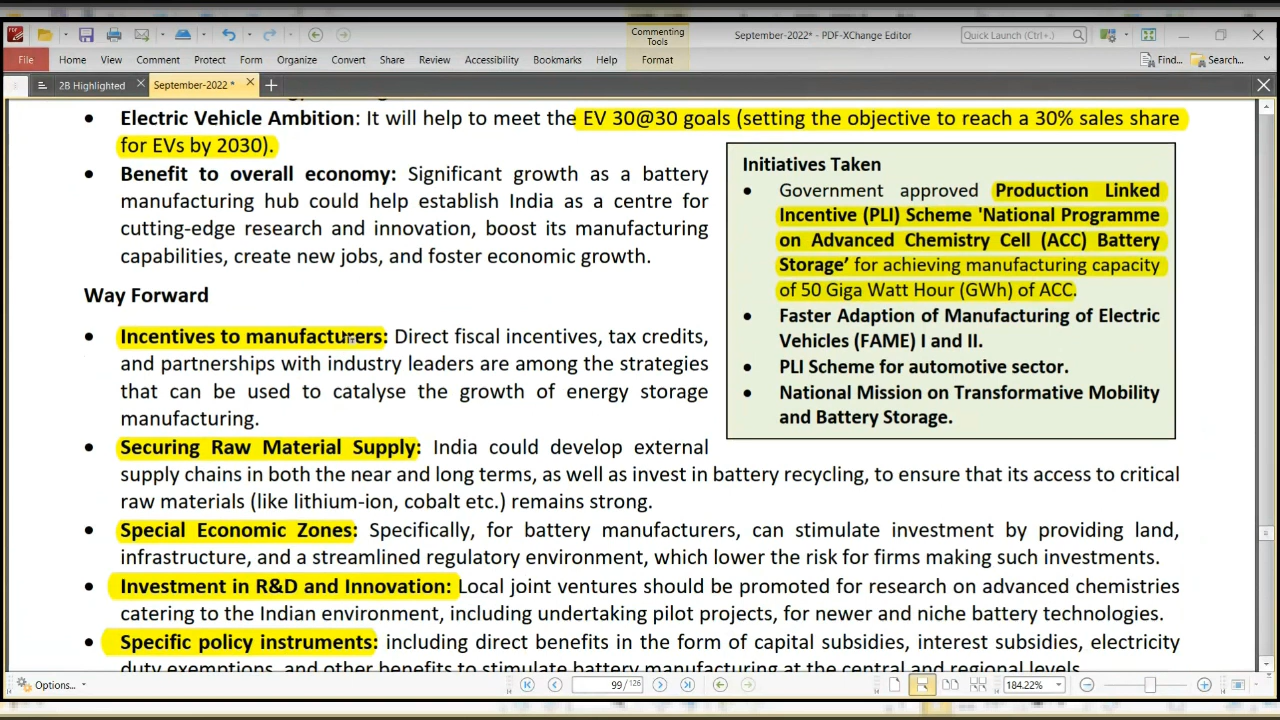 Commenting Tools
September-2022* - PDF-XChange Editor
Quick Launch (Ctrl+.)
File Home View Comment Protect Form Organize Convert Share Review Accessibility Bookmarks Help Format
Find... Search...
2B Highlighted September-2022 *
Electric Vehicle Ambition: It will help to meet the EV 30@30 goals (setting the objective to reach a 30% sales share
for EVs by 2030).
Benefit to overall economy: Significant growth as a battery
manufacturing hub could help establish India as a centre for
cutting-edge research and innovation, boost its manufacturing
capabilities, create new jobs, and foster economic growth.
Way Forward
Incentives to manufacturers: Direct fiscal incentives, tax credits,
and partnerships with industry leaders are among the strategies
that can be used to catalyse the growth of energy storage
manufacturing.
Initiatives Taken
Government approved Production Linked
Incentive (PLI) Scheme 'National Programme
on Advanced Chemistry Cell (ACC) Battery
Storage’ for achieving manufacturing capacity
of 50 Giga Watt Hour (GWh) of ACC.
Faster Adaption of Manufacturing of Electric
Vehicles (FAME) I and II.
PLI Scheme for automotive sector.
National Mission on Transformative Mobility
and Battery Storage.
Securing Raw Material Supply: India could develop external
supply chains in both the near and long terms, as well as invest in battery recycling, to ensure that its access to critical
raw materials (like lithium-ion, cobalt etc.) remains strong.
Special Economic Zones: Specifically, for battery manufacturers, can stimulate investment by providing land,
infrastructure, and a streamlined regulatory environment, which lower the risk for firms making such investments.
Investment in R&D and Innovation: Local joint ventures should be promoted for research on advanced chemistries
catering to the Indian environment, including undertaking pilot projects, for newer and niche battery technologies.
Specific policy instruments: including direct benefits in the form of capital subsidies, interest subsidies, electricity
duty exemptions, and other benefits to stimulate battery manufacturing at the central and regional levels.
Options... 99 / 126 184.22%